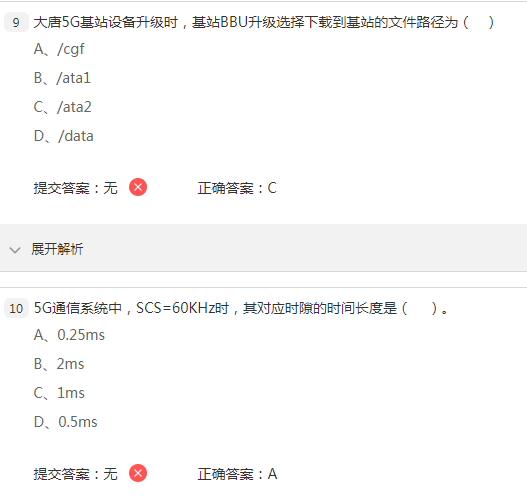 9 大唐5G基站设备升级时，基站BBU升级选择下载到基站的文件路径为（　）
A、/cgf
B、/ata1
C、/ata2
D、/data
提交答案：无 正确答案：C
展开解析
10 5G通信系统中，SCS=60KHz时，其对应时隙的时间长度是（　）。
A、0.25ms
B、2ms
C、1ms
D、0.5ms
提交答案：无 正确答案：A